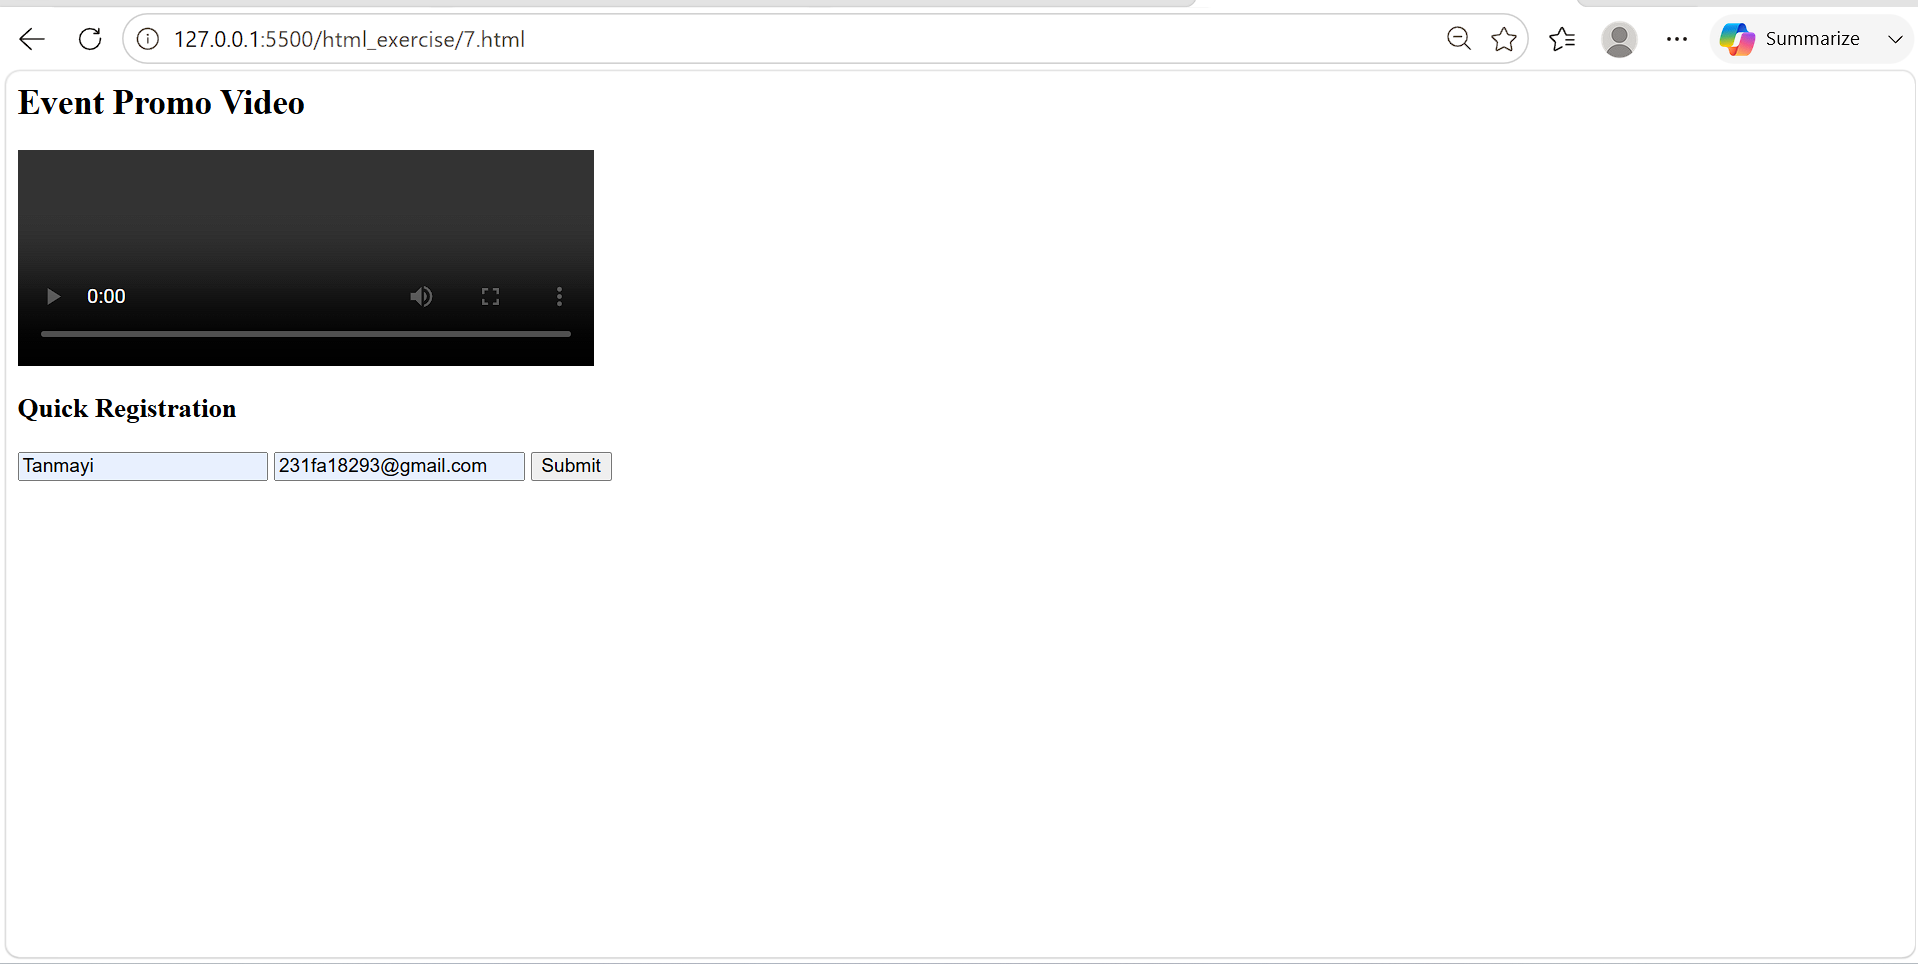 127.0.0.1:5500/html_exercise/7.html
Summarize
Event Promo Video
0:00
Quick Registration
Tanmayi 231fa18293@gmail.com Submit